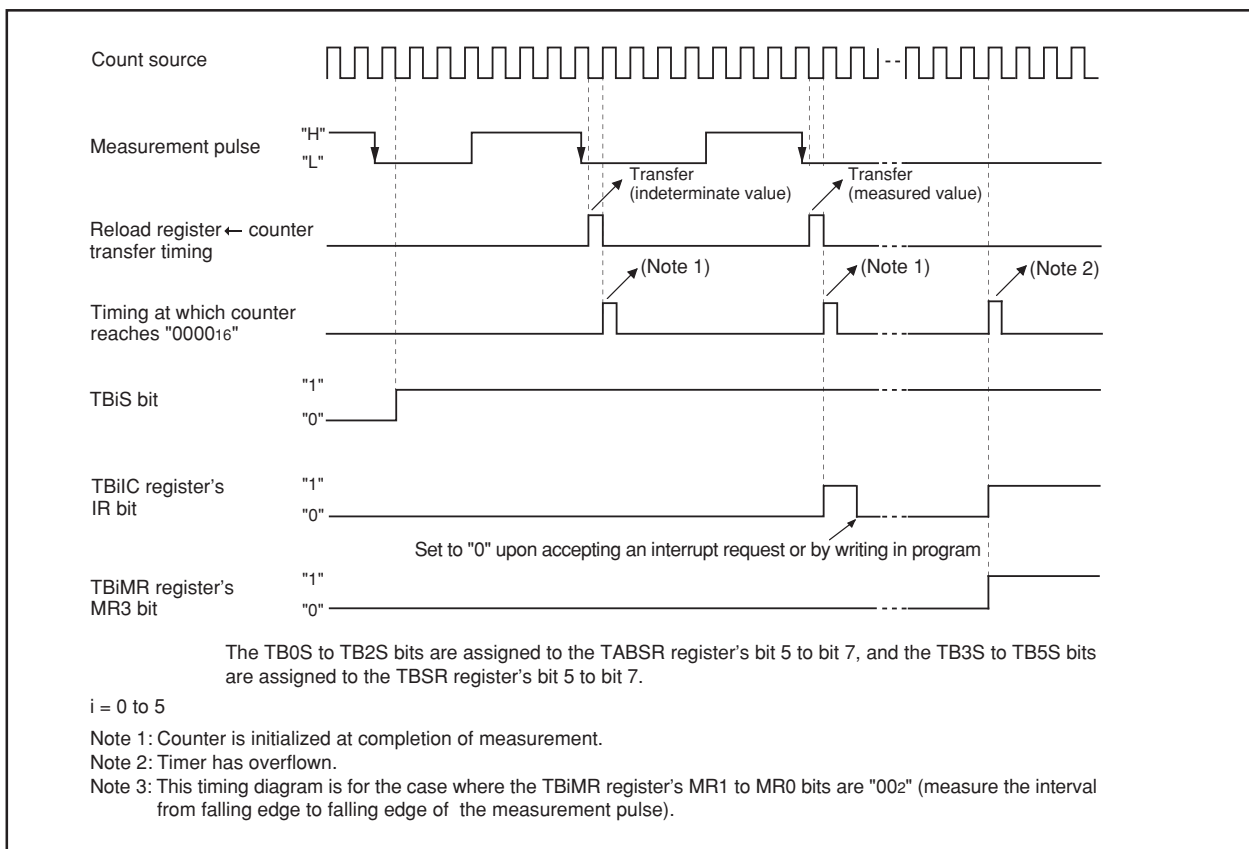 Count source
Measurement pulse
"H"
"L"
Transfer
(indeterminate value)
Transfer
(measured value)
Reload register ← counter
transfer timing
(Note 1)
(Note 1)
(Note 2)
Timing at which counter
reaches "0000₁₆"
TBiS bit
"1"
"0"
TBiIC register's
IR bit
"1"
"0"
Set to "0" upon accepting an interrupt request or by writing in program
TBiMR register's
MR3 bit
"1"
"0"
The TB0S to TB2S bits are assigned to the TABSR register's bit 5 to bit 7, and the TB3S to TB5S bits
are assigned to the TBSR register's bit 5 to bit 7.
i = 0 to 5
Note 1: Counter is initialized at completion of measurement.
Note 2: Timer has overflown.
Note 3: This timing diagram is for the case where the TBiMR register's MR1 to MR0 bits are "00₂" (measure the interval
from falling edge to falling edge of the measurement pulse).